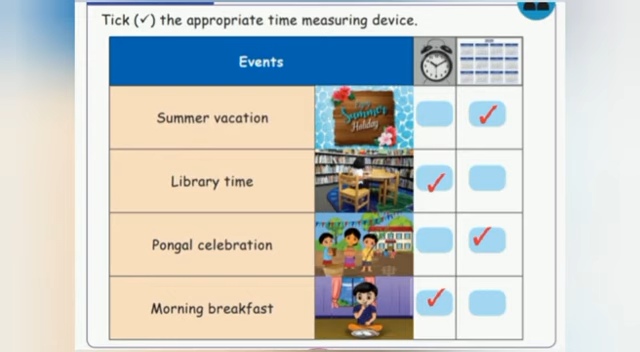 Tick (✓) the appropriate time measuring device.
Events
Summer vacation
Summer
Holiday
Library time
Pongal celebration
Morning breakfast